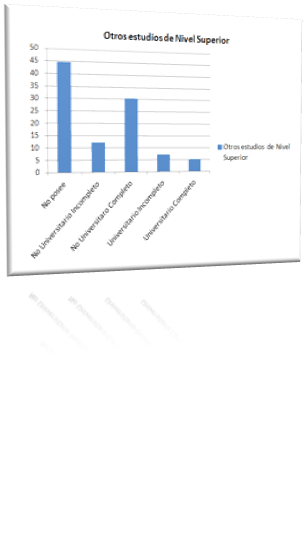 Otros estudios de Nivel Superior
50
45
40
35
30
25
20
15
10
5
0
No posee
No Universitario Incompleto
No Universitaro Completo
Universitario Incompleto
Universitario Completo
Otros estudios de Nivel
Superior